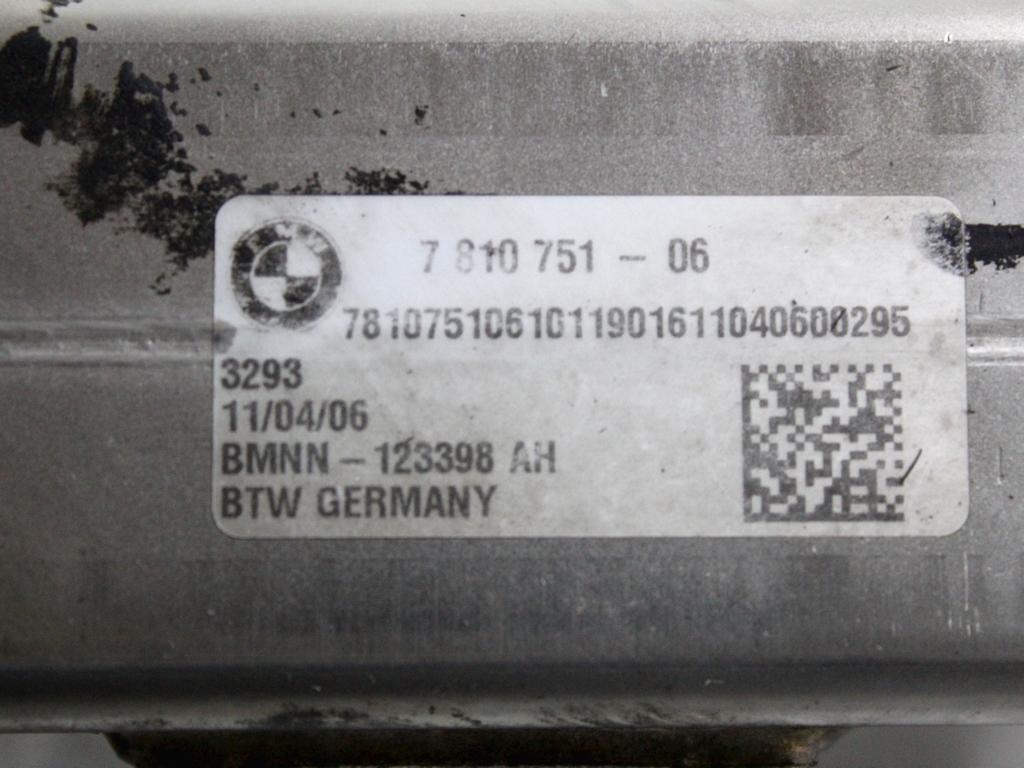 BMW
7 810 751 - 06
7810751061011901611040600295
3293
11/04/06
BMNN - 123398 AH
BTW GERMANY